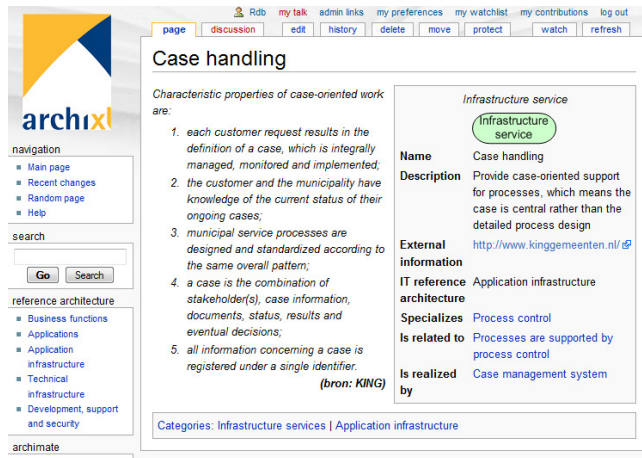 Rdb my talk admin links my preferences my watchlist my contributions log out
page discussion edit history delete move protect watch refresh
archixl
navigation
Main page
Recent changes
Random page
Help
search
Go Search
reference architecture
Business functions
Applications
Application
infrastructure
Technical
infrastructure
Development, support
and security
archimate
Case handling
Characteristic properties of case-oriented work
are:
1. each customer request results in the
definition of a case, which is integrally
managed, monitored and implemented;
2. the customer and the municipality have
knowledge of the current status of their
ongoing cases;
3. municipal service processes are
designed and standardized according to
the same overall pattern;
4. a case is the combination of
stakeholder(s), case information,
documents, status, results and
eventual decisions;
5. all information concerning a case is
registered under a single identifier.
(bron: KING)
Infrastructure service
Infrastructure
service
Name Case handling
Description Provide case-oriented support
for processes, which means the
case is central rather than the
detailed process design
External http://www.kinggemeenten.nl/
information
IT reference Application infrastructure
architecture
Specializes Process control
Is related to Processes are supported by
process control
Is realized Case management system
by
Categories: Infrastructure services | Application infrastructure